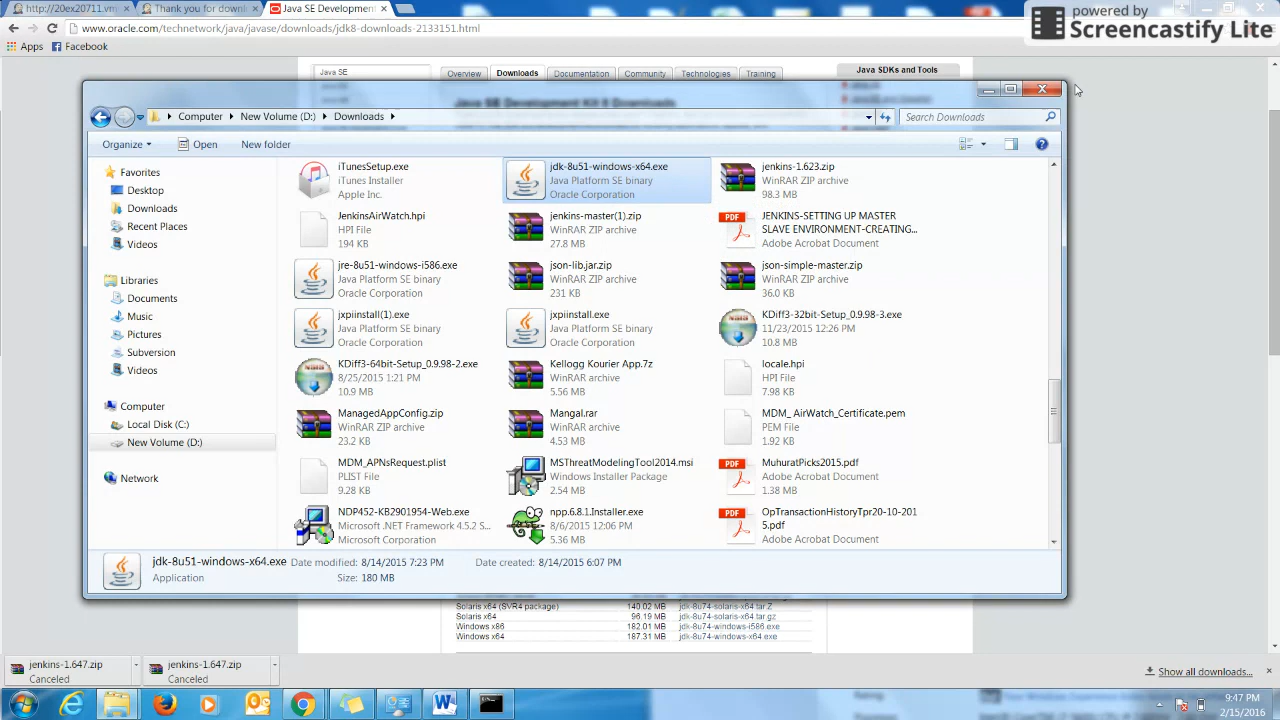 http://20ex20711.vm
Thank you for downl
Java SE Development
powered by
Screencastify Lite
www.oracle.com/technetwork/java/javase/downloads/jdk8-downloads-2133151.html
Apps
Facebook
Java SE
Overview
Downloads
Documentation
Community
Technologies
Training
Java SDKs and Tools
Java SE Development Kit 8 Downloads
Computer
New Volume (D:)
Downloads
Search Downloads
Organize
Open
New folder
Favorites
Desktop
Downloads
Recent Places
Videos
Libraries
Documents
Music
Pictures
Subversion
Videos
Computer
Local Disk (C:)
New Volume (D:)
Network
iTunesSetup.exe
iTunes Installer
Apple Inc.
jdk-8u51-windows-x64.exe
Java Platform SE binary
Oracle Corporation
jenkins-1.623.zip
WinRAR ZIP archive
98.3 MB
JenkinsAirWatch.hpi
HPI File
194 KB
jenkins-master(1).zip
WinRAR ZIP archive
27.8 MB
PDF
JENKINS-SETTING UP MASTER
SLAVE ENVIRONMENT-CREATING...
Adobe Acrobat Document
jre-8u51-windows-i586.exe
Java Platform SE binary
Oracle Corporation
json-lib.jar.zip
WinRAR ZIP archive
231 KB
json-simple-master.zip
WinRAR ZIP archive
36.0 KB
jxpiinstall(1).exe
Java Platform SE binary
Oracle Corporation
jxpiinstall.exe
Java Platform SE binary
Oracle Corporation
KDiff3-32bit-Setup_0.9.98-3.exe
11/23/2015 12:26 PM
10.8 MB
KDiff3-64bit-Setup_0.9.98-2.exe
8/25/2015 1:21 PM
10.9 MB
Kellogg Kourier App.7z
WinRAR archive
5.56 MB
locale.hpi
HPI File
7.98 KB
ManagedAppConfig.zip
WinRAR ZIP archive
23.2 KB
Mangal.rar
WinRAR archive
4.53 MB
MDM_ AirWatch_Certificate.pem
PEM File
1.92 KB
MDM_APNsRequest.plist
PLIST File
9.28 KB
MSThreatModelingTool2014.msi
Windows Installer Package
2.54 MB
PDF
MuhuratPicks2015.pdf
Adobe Acrobat Document
1.38 MB
NDP452-KB2901954-Web.exe
Microsoft .NET Framework 4.5.2 S...
Microsoft Corporation
npp.6.8.1.Installer.exe
8/6/2015 12:06 PM
5.36 MB
PDF
OpTransactionHistoryTpr20-10-201
5.pdf
Adobe Acrobat Document
jdk-8u51-windows-x64.exe
Date modified: 8/14/2015 7:23 PM
Date created: 8/14/2015 6:07 PM
Application
Size: 180 MB
Solaris x64 (SVR4 package)
140.02 MB
jdk-8u74-solaris-x64.tar.Z
Solaris x64
96.19 MB
jdk-8u74-solaris-x64.tar.gz
Windows x86
182.01 MB
jdk-8u74-windows-i586.exe
Windows x64
187.31 MB
jdk-8u74-windows-x64.exe
jenkins-1.647.zip
Canceled
jenkins-1.647.zip
Canceled
Show all downloads...
9:47 PM
2/15/2016